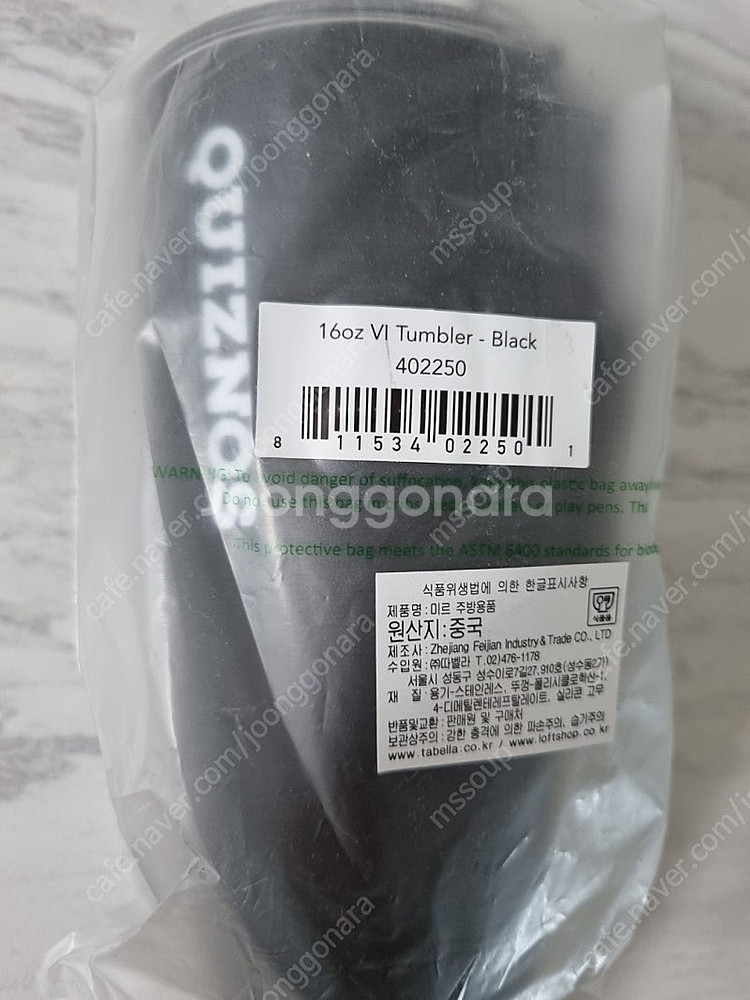 QUIZNOS
16oz VI Tumbler - Black
402250
8 11534 02250 1
WARNING: To avoid danger of suffocation, keep this plastic bag away
Do not use this bag in play pens.
joonggonara
This protective bag meets the ASTM 6400 standards for
식품위생법에 의한 한글표시사항
제품명 : 미르 주방용품
식품용
원산지 : 중국
제조사 : Zhejiang Feijian Industry & Trade CO., LTD
수입원 : ㈜따벨라 T.02)476-1178
서울시, 성동구 성수이로7길27,910호(성수동2가)
재 질 : 용기-스테인레스, 뚜껑-폴리시클로헥산-1,
4-디메틸렌테레프탈레이트, 실리콘 고무
반품및교환 : 판매원 및 구매처
보관상주의 : 강한 충격에 의한 파손주의, 습기주의
www.tabella.co.kr / www.loftshop.co.kr
cafe.naver.com/joonggonara
mssoup